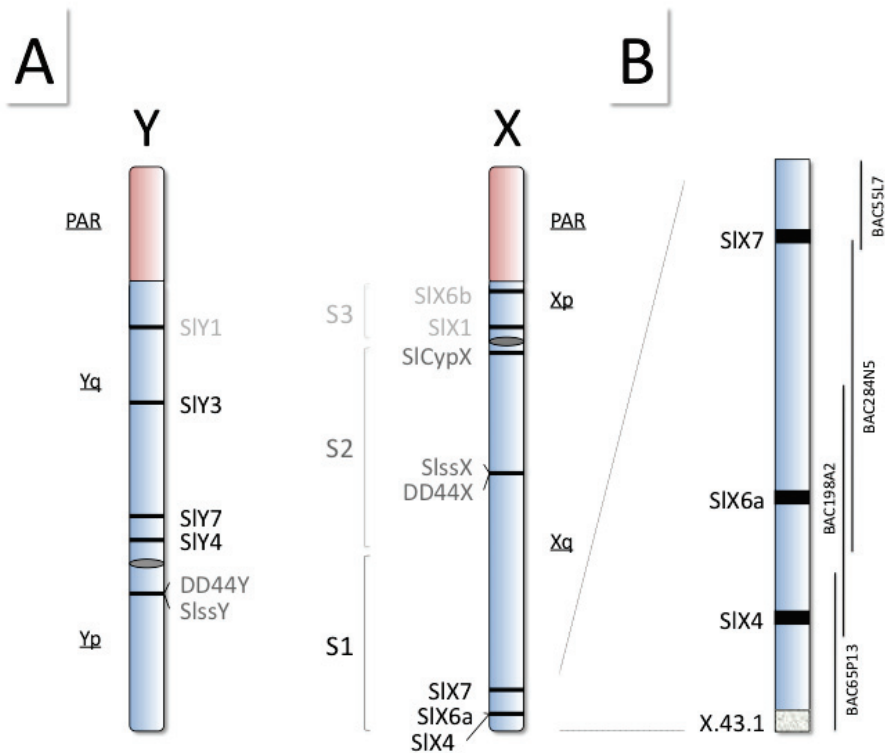 A
B
Y
X
PAR
SlY1
Yq
SlY3
SlY7
SlY4
DD44Y
SlssY
Yp
S3
S2
S1
SlX6b
SlX1
SlCypX
SlssX
DD44X
SlX7
SlX6a
SlX4
PAR
Xp
Xq
SlX7
SlX6a
SlX4
X.43.1
BAC55L7
BAC284N5
BAC198A2
BAC65P13